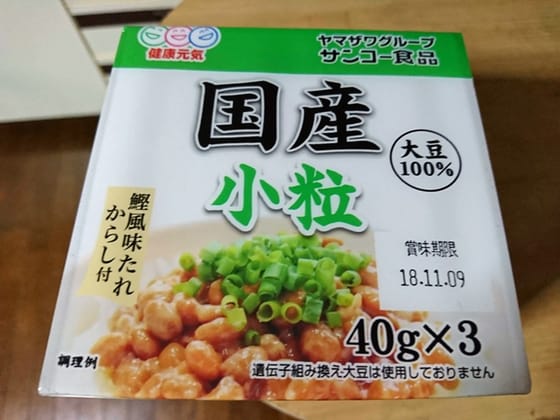 健康元気
ヤマザワグループ
サンコー食品
国産
小粒
大豆
100%
鰹風味たれ
からし付
賞味期限
18.11.09
40g×3
調理例
遺伝子組み換え大豆は使用しておりません